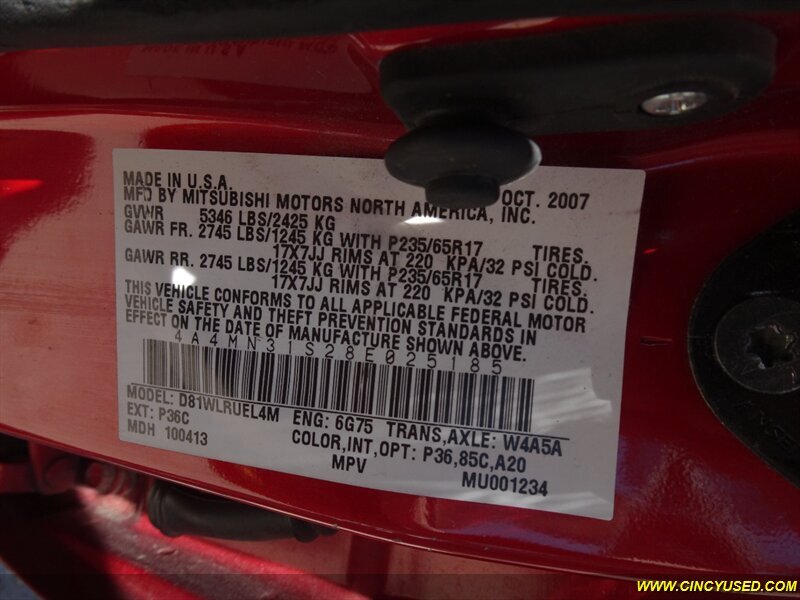 MADE IN U.S.A.
MFD BY MITSUBISHI MOTORS NORTH AMERICA, INC. OCT. 2007
GVWR 5346 LBS/2425 KG
GAWR FR. 2745 LBS/1245 KG WITH P235/65R17 TIRES.
17X7JJ RIMS AT 220 KPA/32 PSI COLD.
GAWR RR. 2745 LBS/1245 KG WITH P235/65R17 TIRES.
17X7JJ RIMS AT 220 KPA/32 PSI COLD.
THIS VEHICLE CONFORMS TO ALL APPLICABLE FEDERAL MOTOR
VEHICLE SAFETY AND THEFT PREVENTION STANDARDS IN
EFFECT ON THE DATE OF MANUFACTURE SHOWN ABOVE.
4A4MN31S28E025185
MODEL: D81WLRUEL4M ENG: 6G75 TRANS,AXLE: W4A5A
EXT: P36C COLOR,INT,OPT: P36,85C,A20
MDH 100413 MPV MU001234
WWW.CINCYUSED.COM